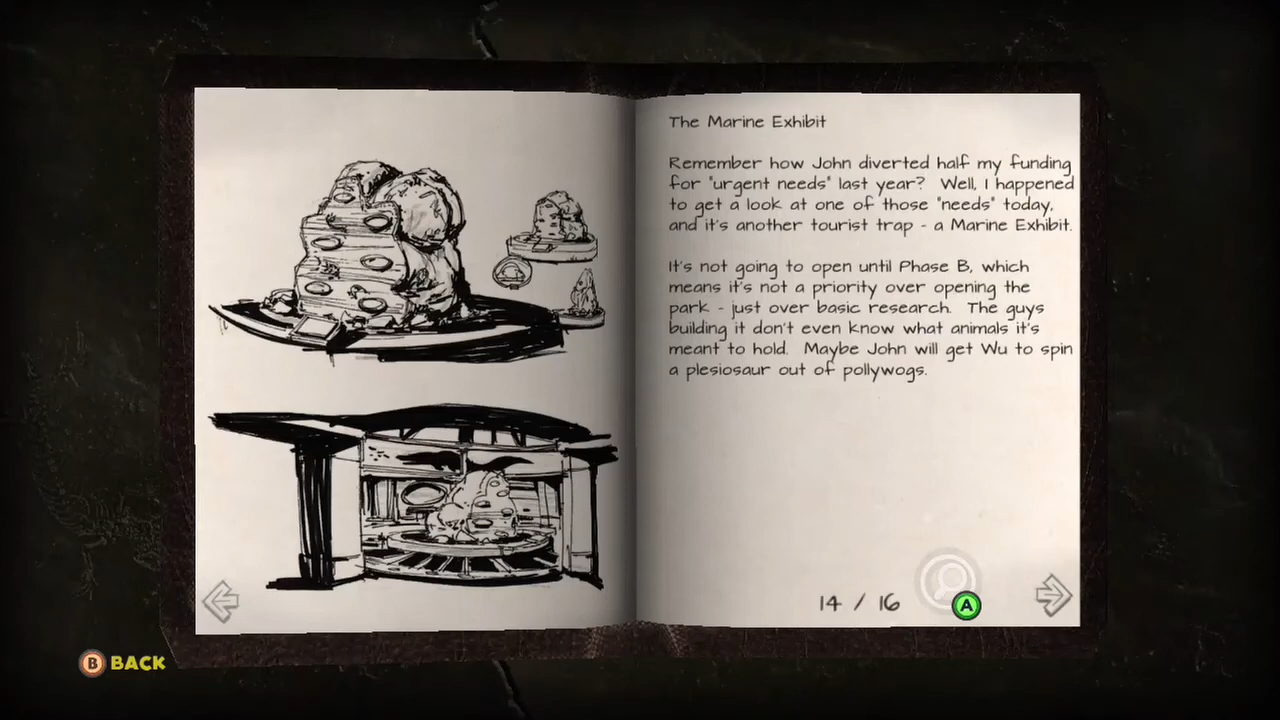 The Marine Exhibit
Remember how John diverted half my funding
for "urgent needs" last year? Well, I happened
to get a look at one of those "needs" today,
and it's another tourist trap - a Marine Exhibit.
It's not going to open until Phase B, which
means it's not a priority over opening the
park - just over basic research. The guys
building it don't even know what animals it's
meant to hold. Maybe John will get Wu to spin
a plesiosaur out of pollywogs.
14 / 16
A
B BACK